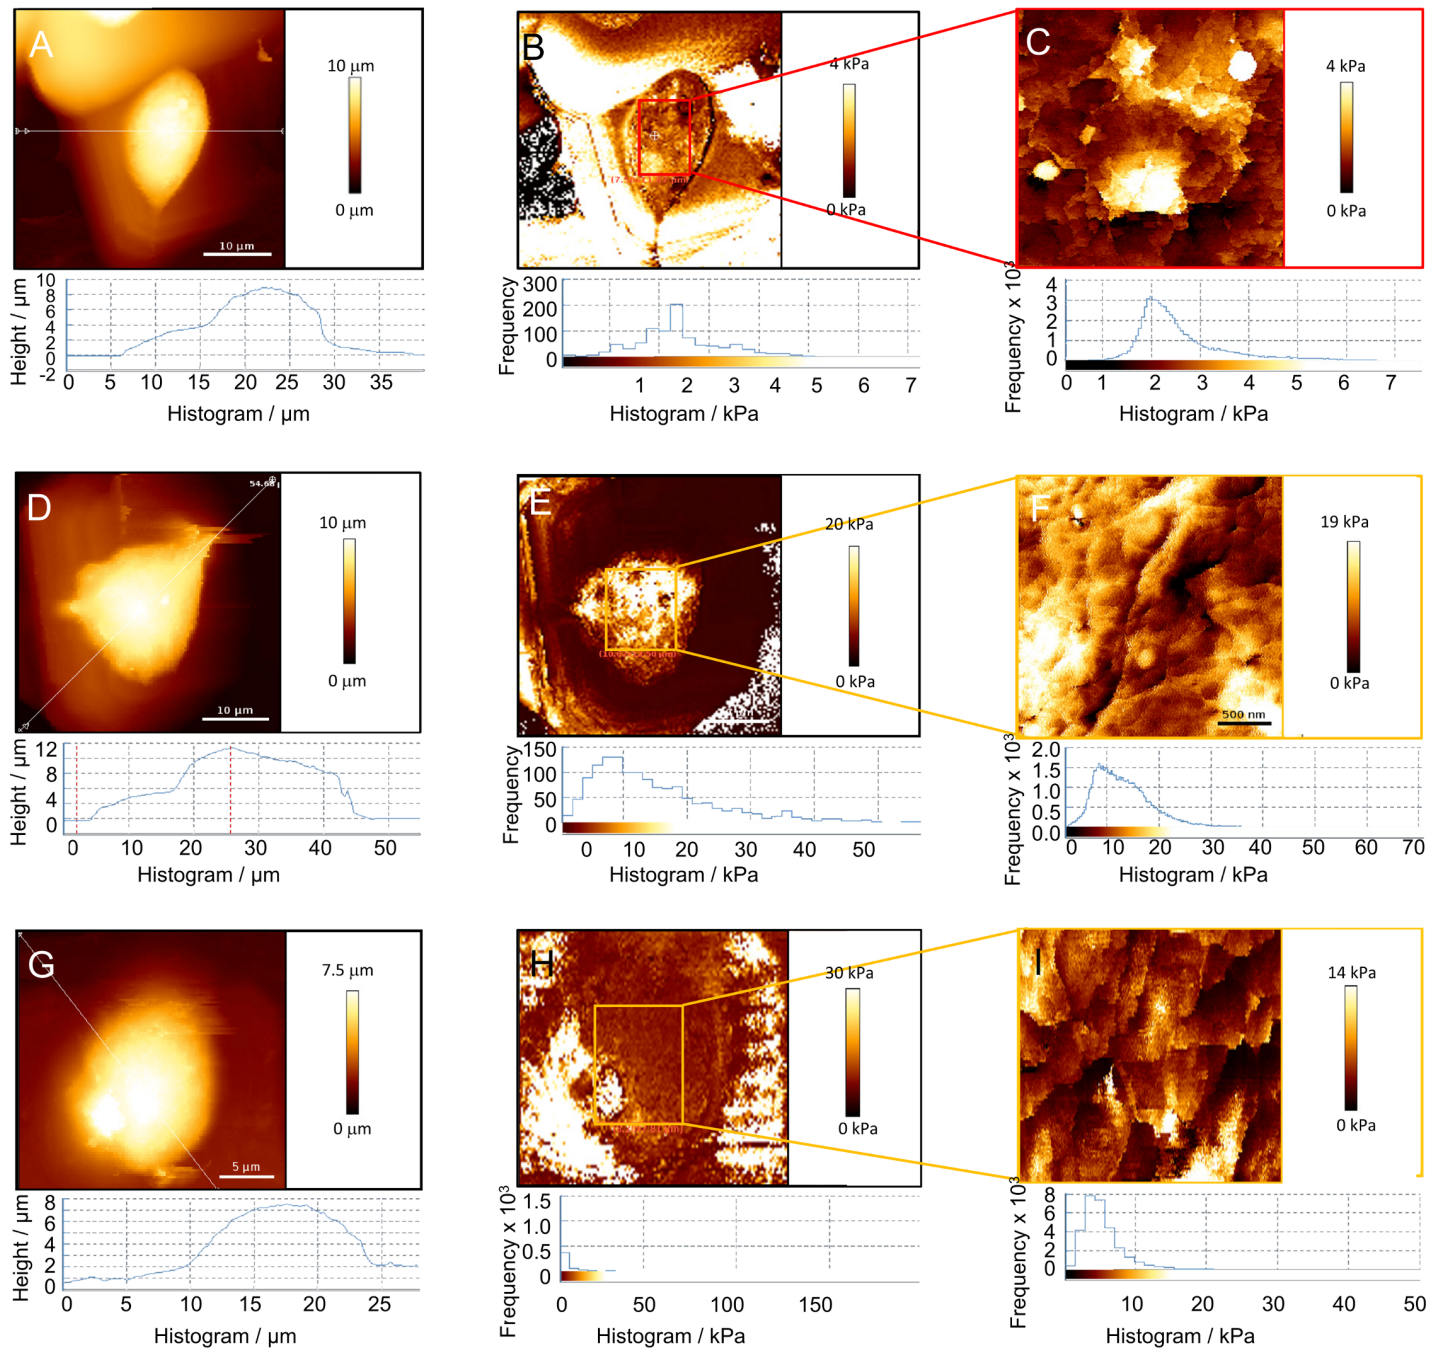 A
10 µm
0 µm
10 µm
B
4 kPa
0 kPa
C
4 kPa
0 kPa
Height / µm
10
8
6
4
2
0
-2
0 5 10 15 20 25 30 35
Histogram / µm
Frequency
300
200
100
0
1 2 3 4 5 6 7
Histogram / kPa
Frequency x 10³
4
3
2
1
0
0 1 2 3 4 5 6 7
Histogram / kPa
D
10 µm
0 µm
10 µm
E
20 kPa
0 kPa
F
19 kPa
0 kPa
500 nm
Height / µm
12
8
4
0
0 10 20 30 40 50
Histogram / µm
Frequency
150
100
50
0
0 10 20 30 40 50
Histogram / kPa
Frequency x 10³
2.0
1.5
1.0
0.5
0.0
0 10 20 30 40 50 60 70
Histogram / kPa
G
7.5 µm
0 µm
5 µm
H
30 kPa
0 kPa
I
14 kPa
0 kPa
Height / µm
8
6
4
2
0
0 5 10 15 20 25
Histogram / µm
Frequency x 10³
1.5
1.0
0.5
0
0 50 100 150
Histogram / kPa
Frequency x 10³
8
6
4
2
0
10 20 30 40 50
Histogram / kPa